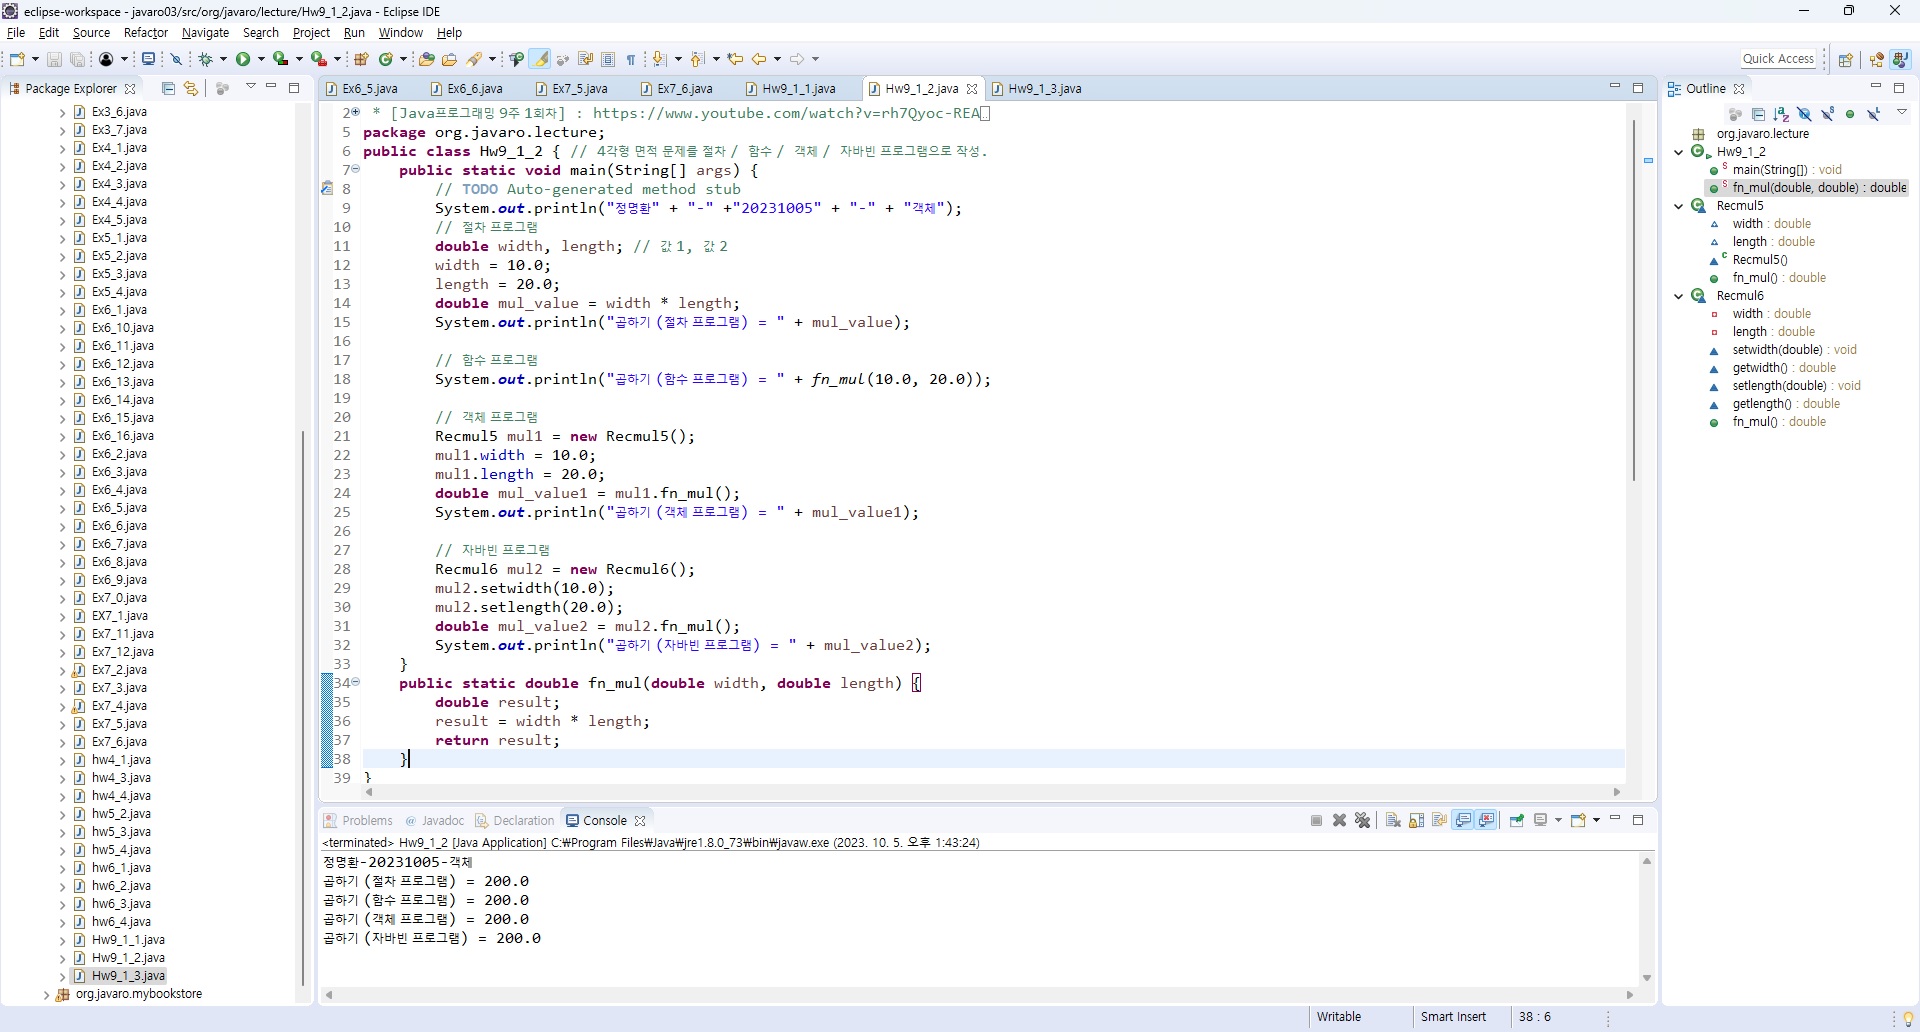 eclipse-workspace - javaro03/src/org/javaro/lecture/Hw9_1_2.java - Eclipse IDE
File Edit Source Refactor Navigate Search Project Run Window Help
Quick Access
Package Explorer
Ex3_6.java
Ex3_7.java
Ex4_1.java
Ex4_2.java
Ex4_3.java
Ex4_4.java
Ex4_5.java
Ex5_1.java
Ex5_2.java
Ex5_3.java
Ex5_4.java
Ex6_1.java
Ex6_10.java
Ex6_11.java
Ex6_12.java
Ex6_13.java
Ex6_14.java
Ex6_15.java
Ex6_16.java
Ex6_2.java
Ex6_3.java
Ex6_4.java
Ex6_5.java
Ex6_6.java
Ex6_7.java
Ex6_8.java
Ex6_9.java
Ex7_0.java
EX7_1.java
Ex7_11.java
Ex7_12.java
Ex7_2.java
Ex7_3.java
Ex7_4.java
Ex7_5.java
Ex7_6.java
hw4_1.java
hw4_3.java
hw4_4.java
hw5_2.java
hw5_3.java
hw5_4.java
hw6_1.java
hw6_2.java
hw6_3.java
hw6_4.java
Hw9_1_1.java
Hw9_1_2.java
Hw9_1_3.java
org.javaro.mybookstore
Ex6_5.java Ex6_6.java Ex7_5.java Ex7_6.java Hw9_1_1.java Hw9_1_2.java Hw9_1_3.java
2 * [Java프로그래밍 9주 1회차] : https://www.youtube.com/watch?v=rh7Qyoc-REA
5 package org.javaro.lecture;
6 public class Hw9_1_2 { // 4각형 면적 문제를 절차 / 함수 / 객체 / 자바빈 프로그램으로 작성.
7 public static void main(String[] args) {
8 // TODO Auto-generated method stub
9 System.out.println("정명환" + "-" +"20231005" + "-" + "객체");
10 // 절차 프로그램
11 double width, length; // 값 1, 값 2
12 width = 10.0;
13 length = 20.0;
14 double mul_value = width * length;
15 System.out.println("곱하기 (절차 프로그램) = " + mul_value);
16
17 // 함수 프로그램
18 System.out.println("곱하기 (함수 프로그램) = " + fn_mul(10.0, 20.0));
19
20 // 객체 프로그램
21 Recmul5 mul1 = new Recmul5();
22 mul1.width = 10.0;
23 mul1.length = 20.0;
24 double mul_value1 = mul1.fn_mul();
25 System.out.println("곱하기 (객체 프로그램) = " + mul_value1);
26
27 // 자바빈 프로그램
28 Recmul6 mul2 = new Recmul6();
29 mul2.setwidth(10.0);
30 mul2.setlength(20.0);
31 double mul_value2 = mul2.fn_mul();
32 System.out.println("곱하기 (자바빈 프로그램) = " + mul_value2);
33 }
34 public static double fn_mul(double width, double length) {
35 double result;
36 result = width * length;
37 return result;
38 }
39 }
Problems Javadoc Declaration Console
<terminated> Hw9_1_2 [Java Application] C:₩Program Files₩Java₩jre1.8.0_73₩bin₩javaw.exe (2023. 10. 5. 오후 1:43:24)
정명환-20231005-객체
곱하기 (절차 프로그램) = 200.0
곱하기 (함수 프로그램) = 200.0
곱하기 (객체 프로그램) = 200.0
곱하기 (자바빈 프로그램) = 200.0
Outline
org.javaro.lecture
Hw9_1_2
main(String[]) : void
fn_mul(double, double) : double
Recmul5
width : double
length : double
Recmul5()
fn_mul() : double
Recmul6
width : double
length : double
setwidth(double) : void
getwidth() : double
setlength(double) : void
getlength() : double
fn_mul() : double
Writable Smart Insert 38 : 6